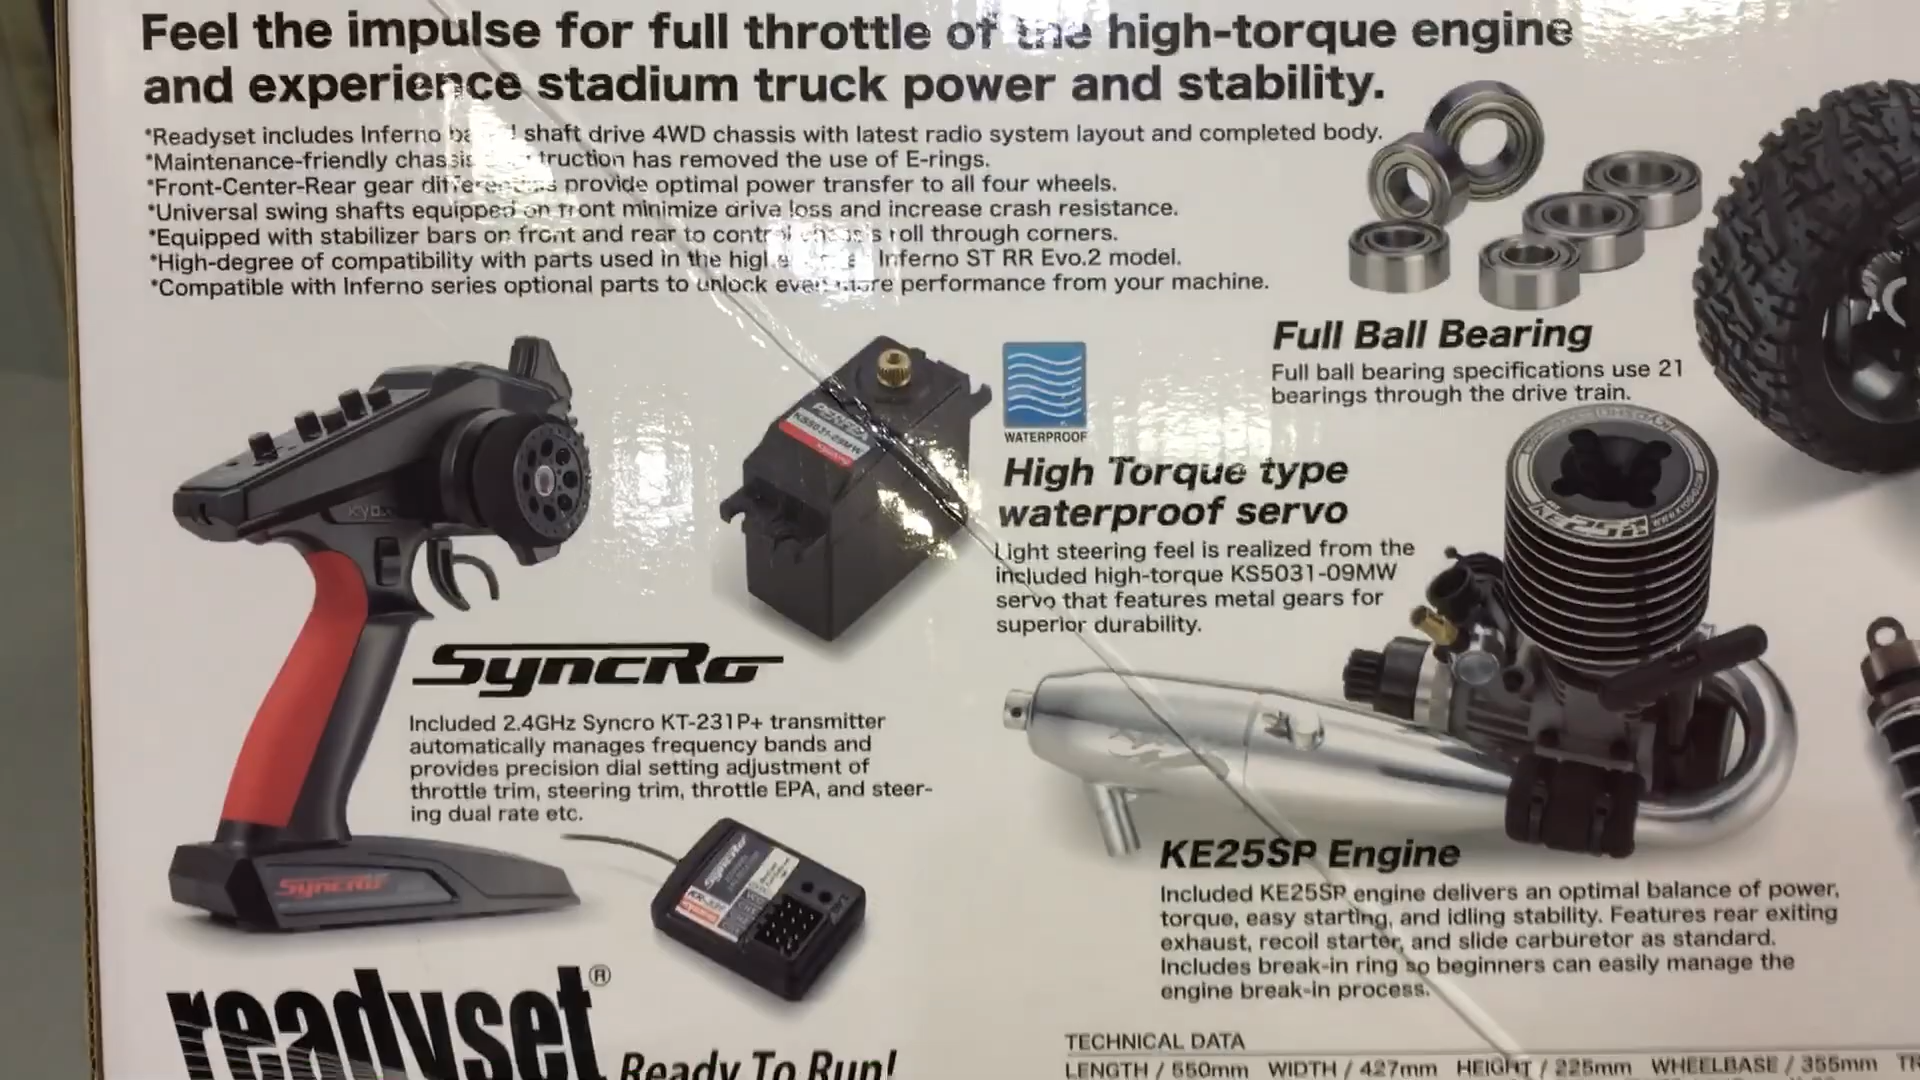 Feel the impulse for full throttle of the high-torque engine
and experience stadium truck power and stability.
*Readyset includes Inferno shaft drive 4WD chassis with latest radio system layout and completed body.
*Maintenance-friendly chassis has removed the use of E-rings.
*Front-Center-Rear gear provide optimal power transfer to all four wheels.
*Universal swing shafts equipped on front minimize drive loss and increase crash resistance.
*Equipped with stabilizer bars on front and rear to control chassis roll through corners.
*High-degree of compatibility with parts used in the Inferno ST RR Evo.2 model.
*Compatible with Inferno series optional parts to unlock even more performance from your machine.
Full Ball Bearing
Full ball bearing specifications use 21
bearings through the drive train.
WATERPROOF
KS5031-09MW
High Torque type
waterproof servo
Light steering feel is realized from the
included high-torque KS5031-09MW
servo that features metal gears for
superior durability.
SyncRo
Included 2.4GHz Syncro KT-231P+ transmitter
automatically manages frequency bands and
provides precision dial setting adjustment of
throttle trim, steering trim, throttle EPA, and steer-
ing dual rate etc.
SyncRo
SyncRo
KE25SP Engine
Included KE25SP engine delivers an optimal balance of power,
torque, easy starting, and idling stability. Features rear exiting
exhaust, recoil starter, and slide carburetor as standard.
Includes break-in ring so beginners can easily manage the
engine break-in process.
readyset®
Ready To Run!
TECHNICAL DATA
LENGTH / 550mm WIDTH / 427mm HEIGHT / 225mm WHEELBASE / 355mm